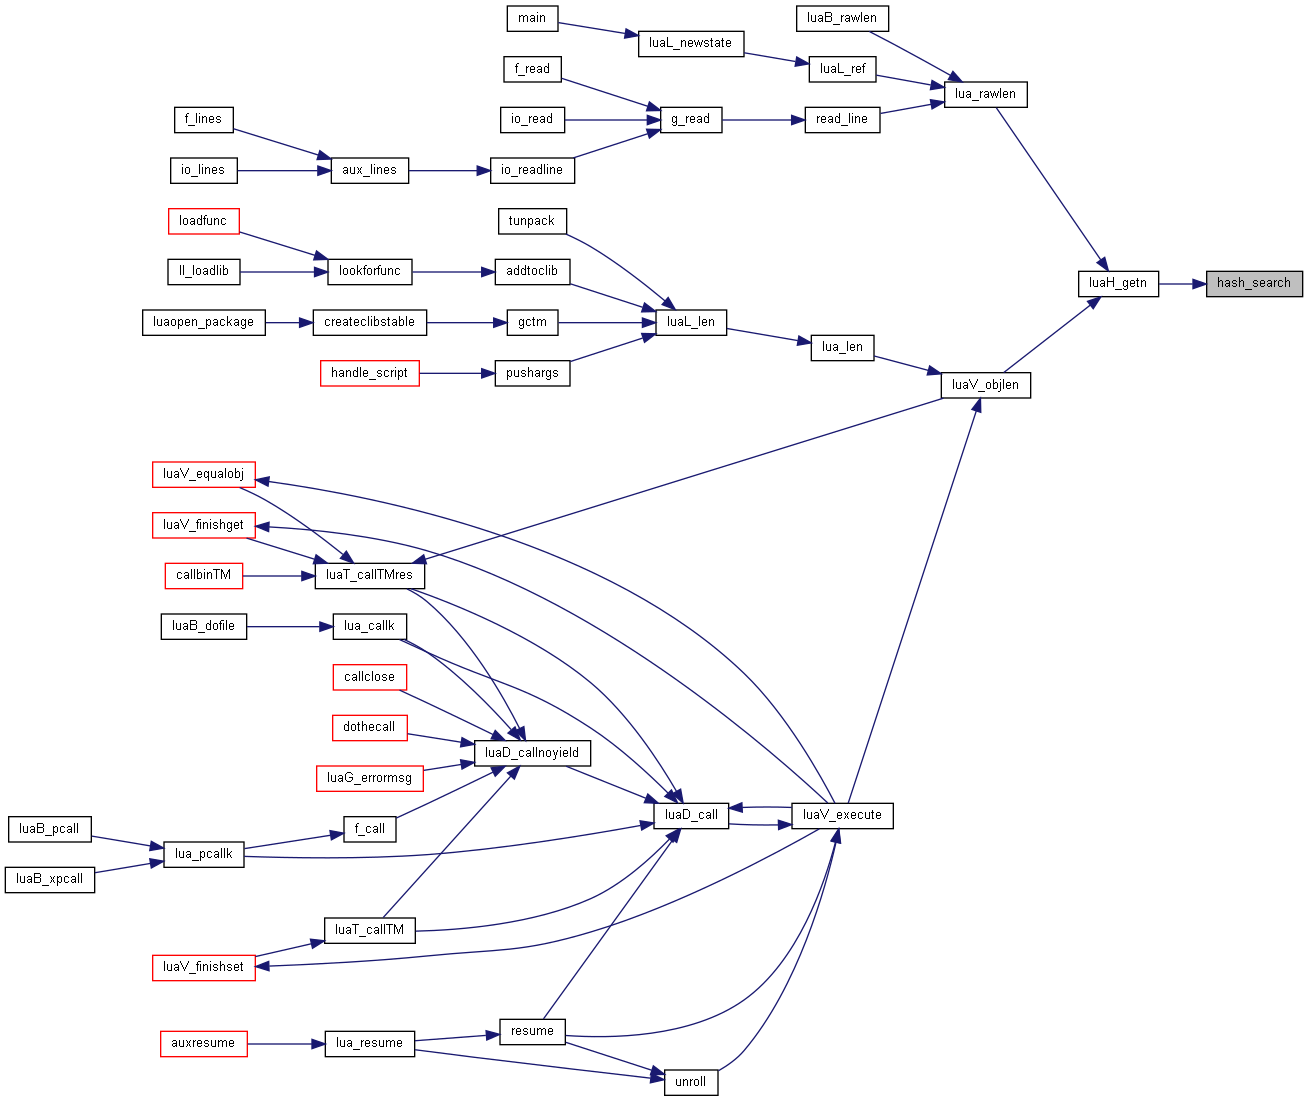 main
luaB_rawlen
luaL_newstate
f_read
luaL_ref
lua_rawlen
f_lines
io_read
g_read
read_line
io_lines
aux_lines
io_readline
loadfunc
tunpack
ll_loadlib
lookforfunc
addtoclib
luaH_getn
hash_search
luaopen_package
createclibstable
gctm
luaL_len
lua_len
handle_script
pushargs
luaV_objlen
luaV_equalobj
luaV_finishget
callbinTM
luaT_callTMres
luaB_dofile
lua_callk
callclose
dothecall
luaD_callnoyield
luaG_errormsg
luaB_pcall
f_call
luaD_call
luaV_execute
lua_pcallk
luaB_xpcall
luaT_callTM
luaV_finishset
auxresume
lua_resume
resume
unroll